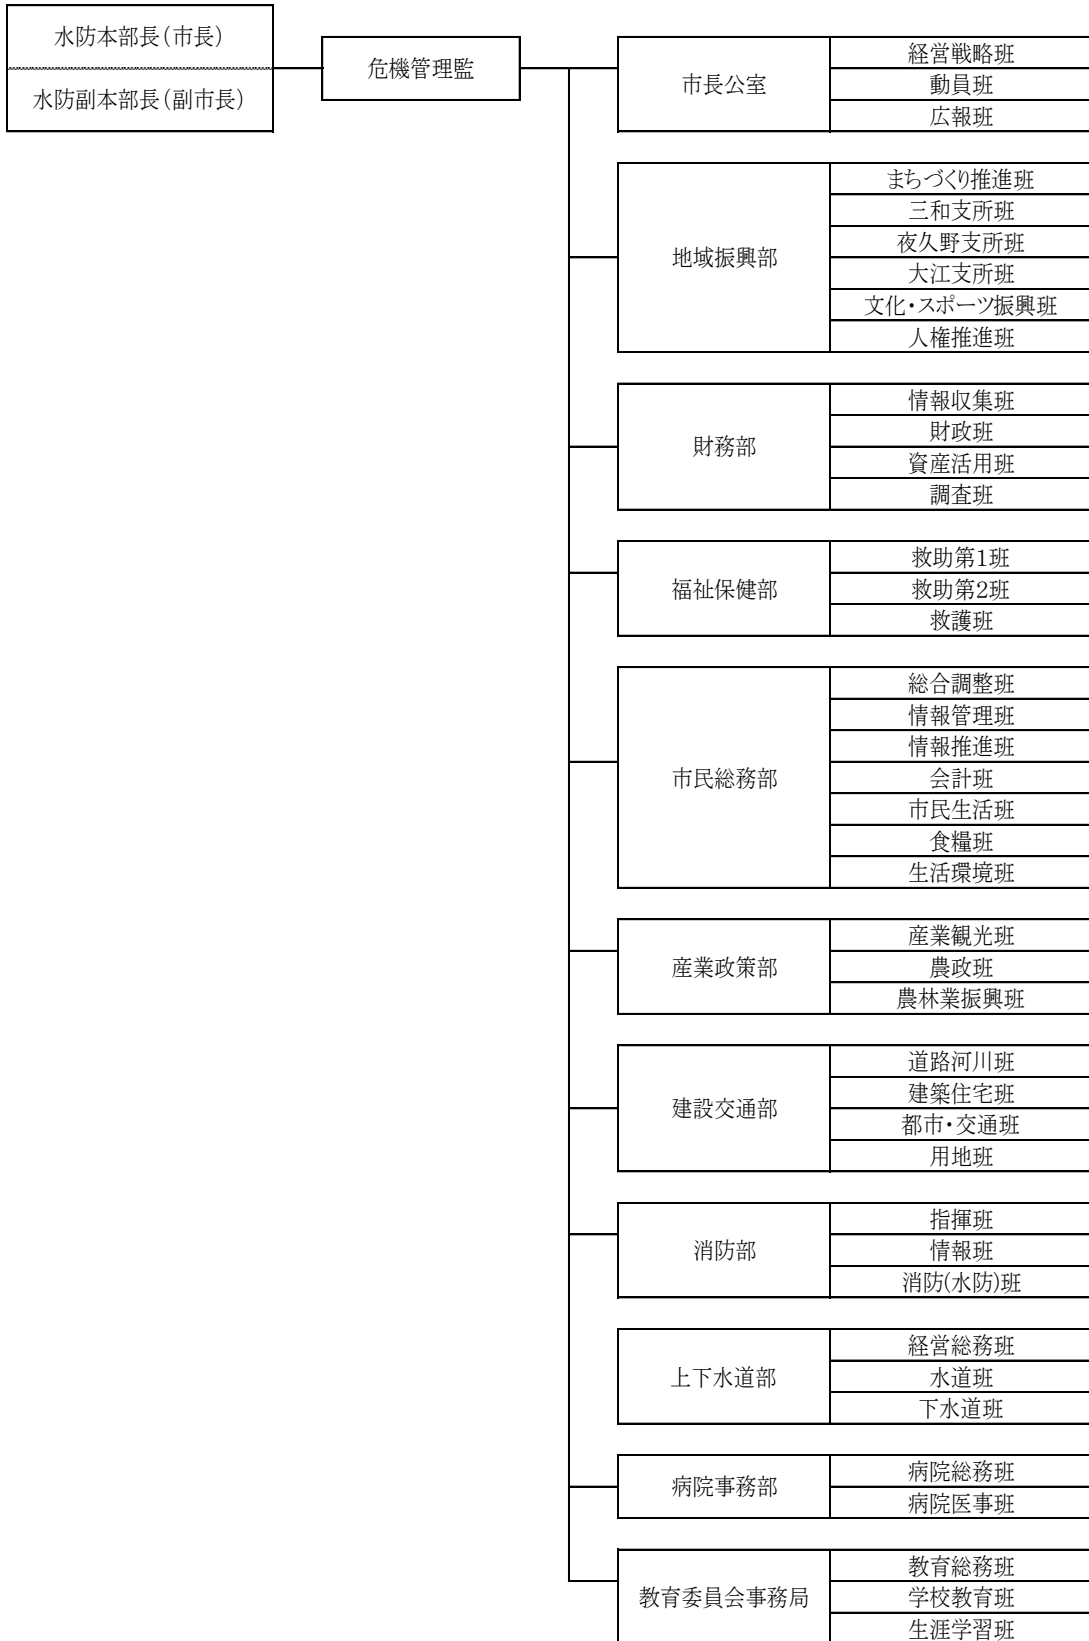 水防本部長(市長)
水防副本部長(副市長)
危機管理監
市長公室
経営戦略班
動員班
広報班
地域振興部
まちづくり推進班
三和支所班
夜久野支所班
大江支所班
文化・スポーツ振興班
人権推進班
財務部
情報収集班
財政班
資産活用班
調査班
福祉保健部
救助第1班
救助第2班
救護班
市民総務部
総合調整班
情報管理班
情報推進班
会計班
市民生活班
食糧班
生活環境班
産業政策部
産業観光班
農政班
農林業振興班
建設交通部
道路河川班
建築住宅班
都市・交通班
用地班
消防部
指揮班
情報班
消防(水防)班
上下水道部
経営総務班
水道班
下水道班
病院事務部
病院総務班
病院医事班
教育委員会事務局
教育総務班
学校教育班
生涯学習班